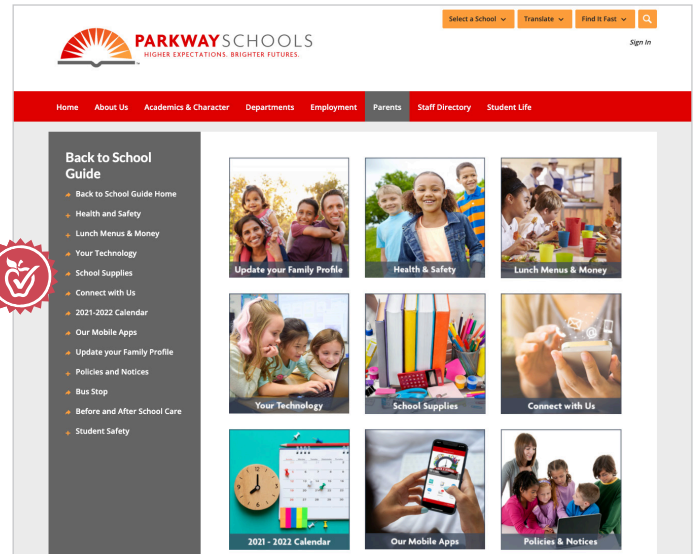 Select a School
Translate
Find It Fast
PARKWAY SCHOOLS
HIGHER EXPECTATIONS. BRIGHTER FUTURES.
Sign In
Home
About Us
Academics & Character
Departments
Employment
Parents
Staff Directory
Student Life
Back to School
Guide
Back to School Guide Home
Health and Safety
Lunch Menus & Money
Your Technology
School Supplies
Connect with Us
2021-2022 Calendar
Our Mobile Apps
Update your Family Profile
Policies and Notices
Bus Stop
Before and After School Care
Student Safety
Update your Family Profile
Health & Safety
Lunch Menus & Money
Your Technology
School Supplies
Connect with Us
2021 - 2022 Calendar
Our Mobile Apps
Policies & Notices